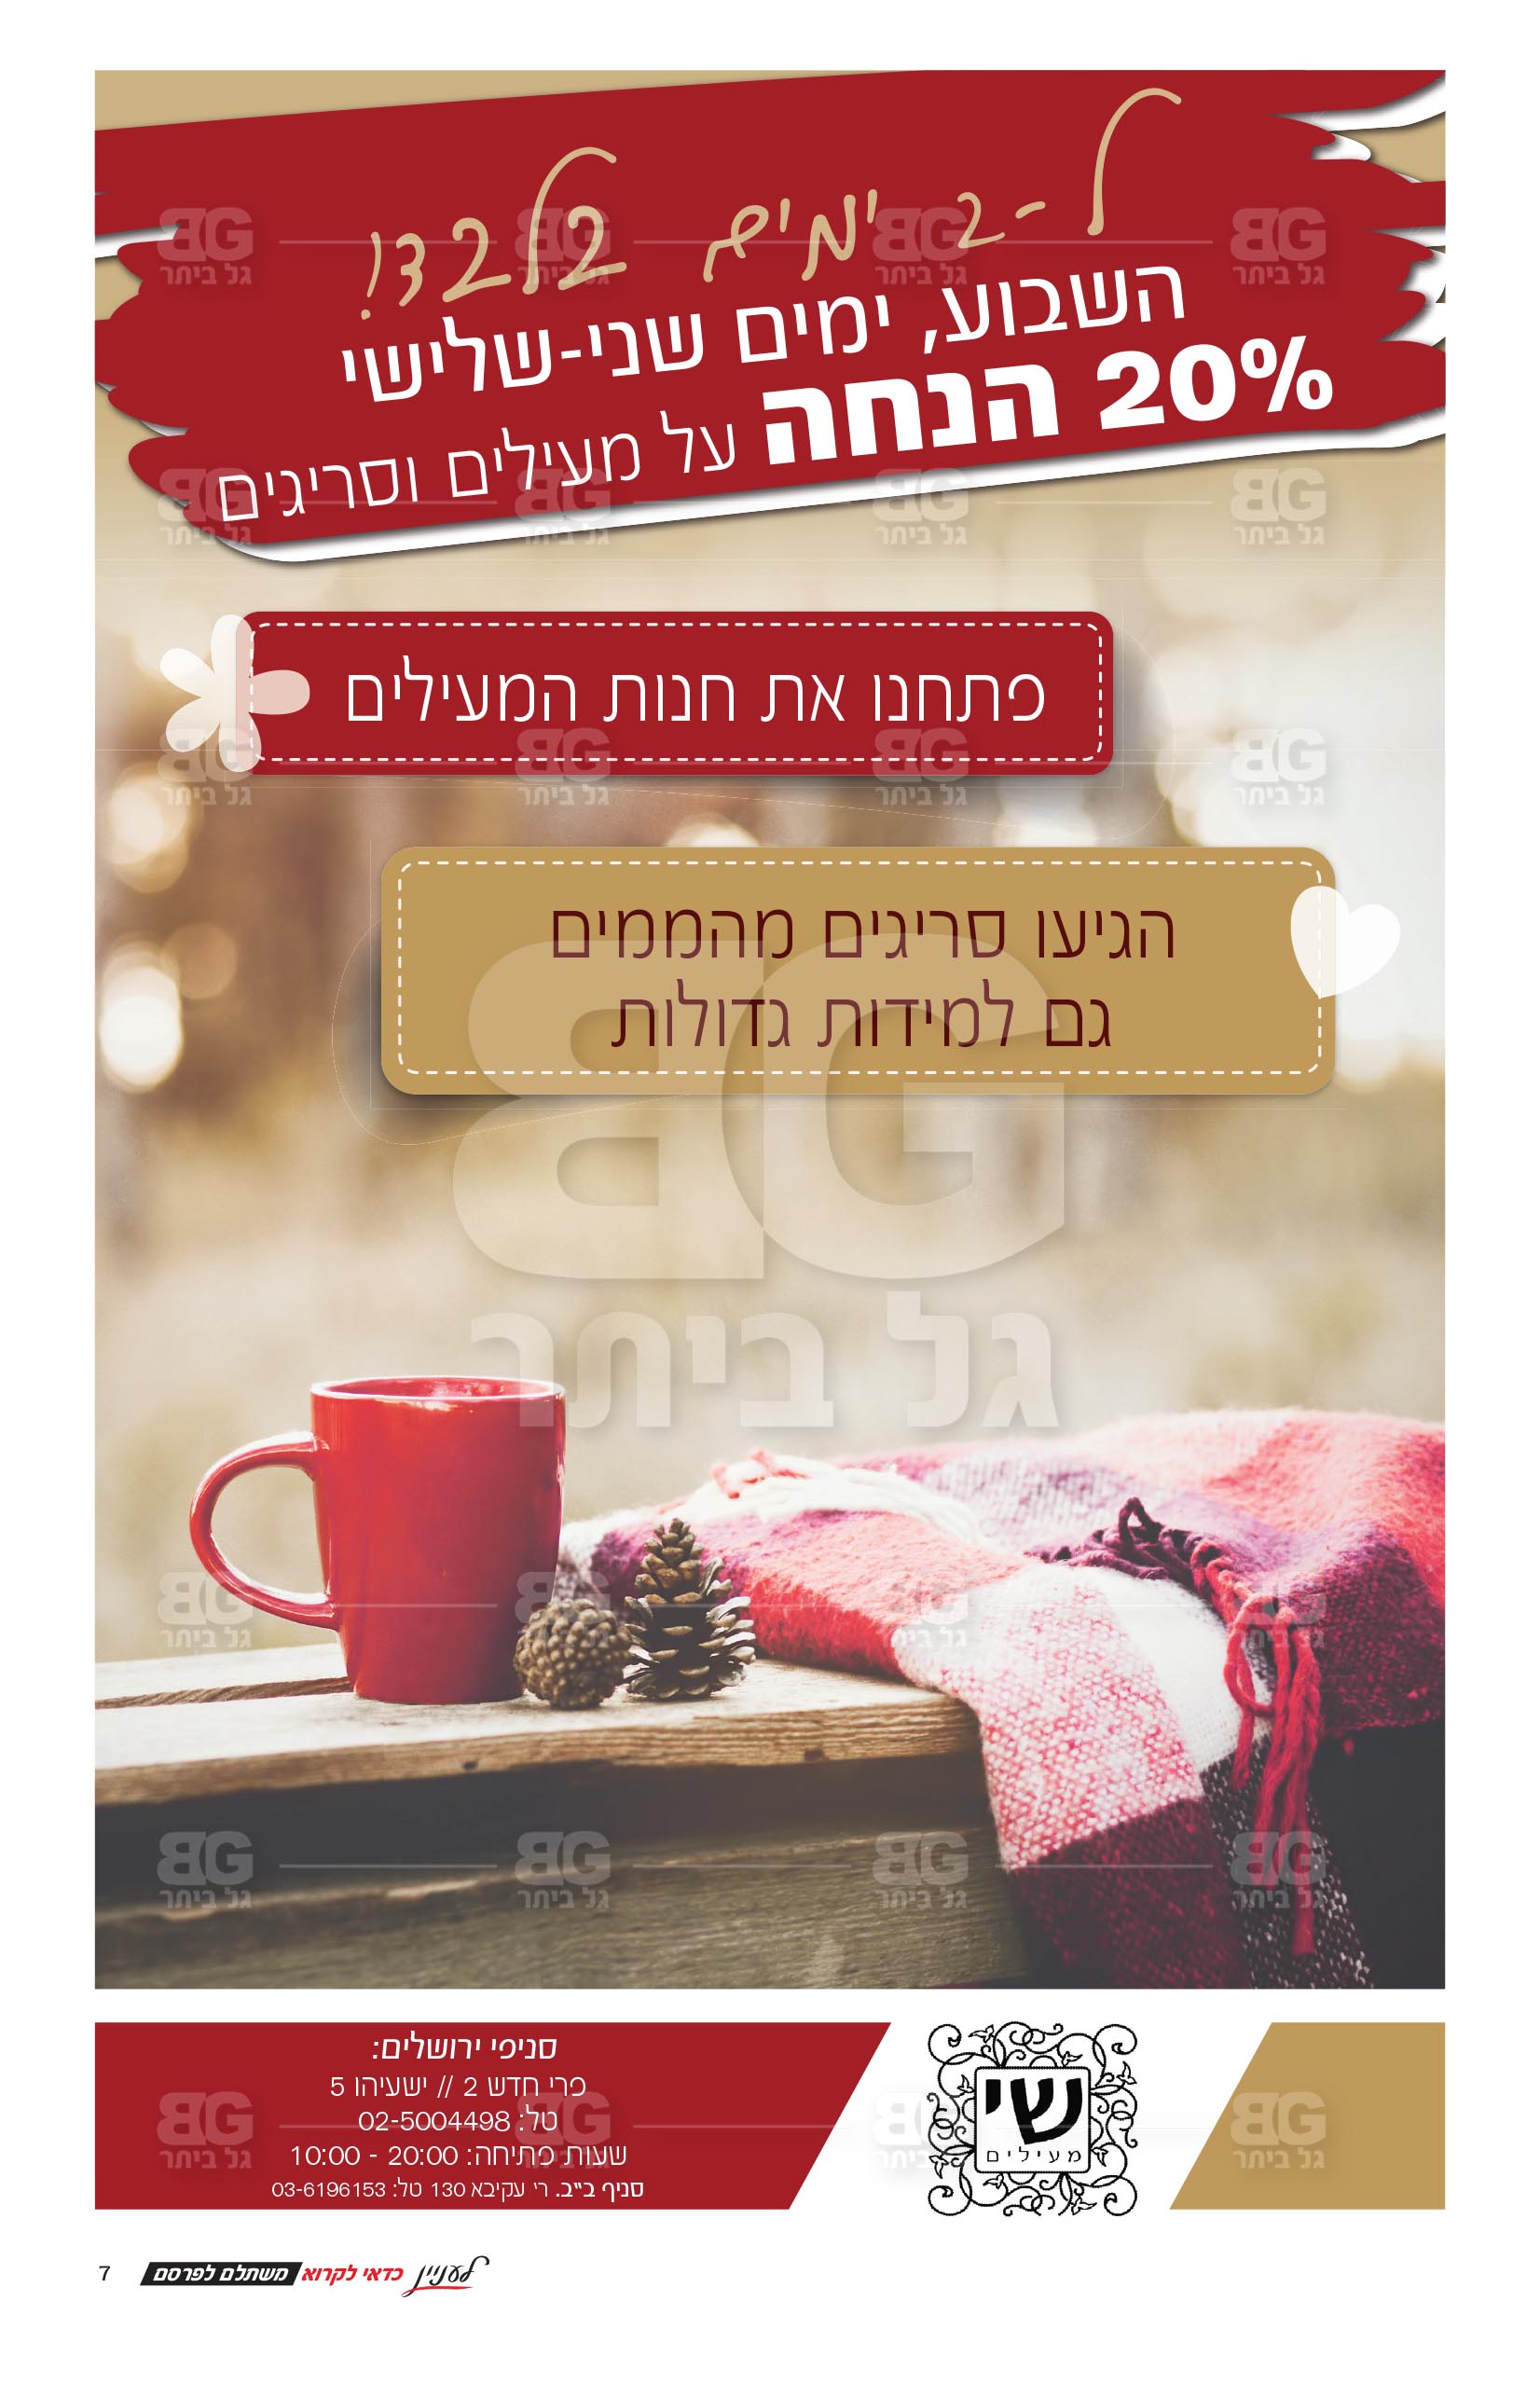 ל-2 ימים בלבד!
השבוע, ימים שני-שלישי
20% הנחה על מעילים וסריגים
פתחנו את חנות המעילים
הגיעו סריגים מהממים
גם למידות גדולות
BG
גל ביתר
סניפי ירושלים:
פרי חדש 2 // ישעיהו 5
טל: 02-5004498
שעות פתיחה: 20:00 - 10:00
סניף ב״ב. ר׳ עקיבא 130 טל: 03-6196153
שי
מעילים
לעניין כדאי לקרוא משתלם לפרסם 7